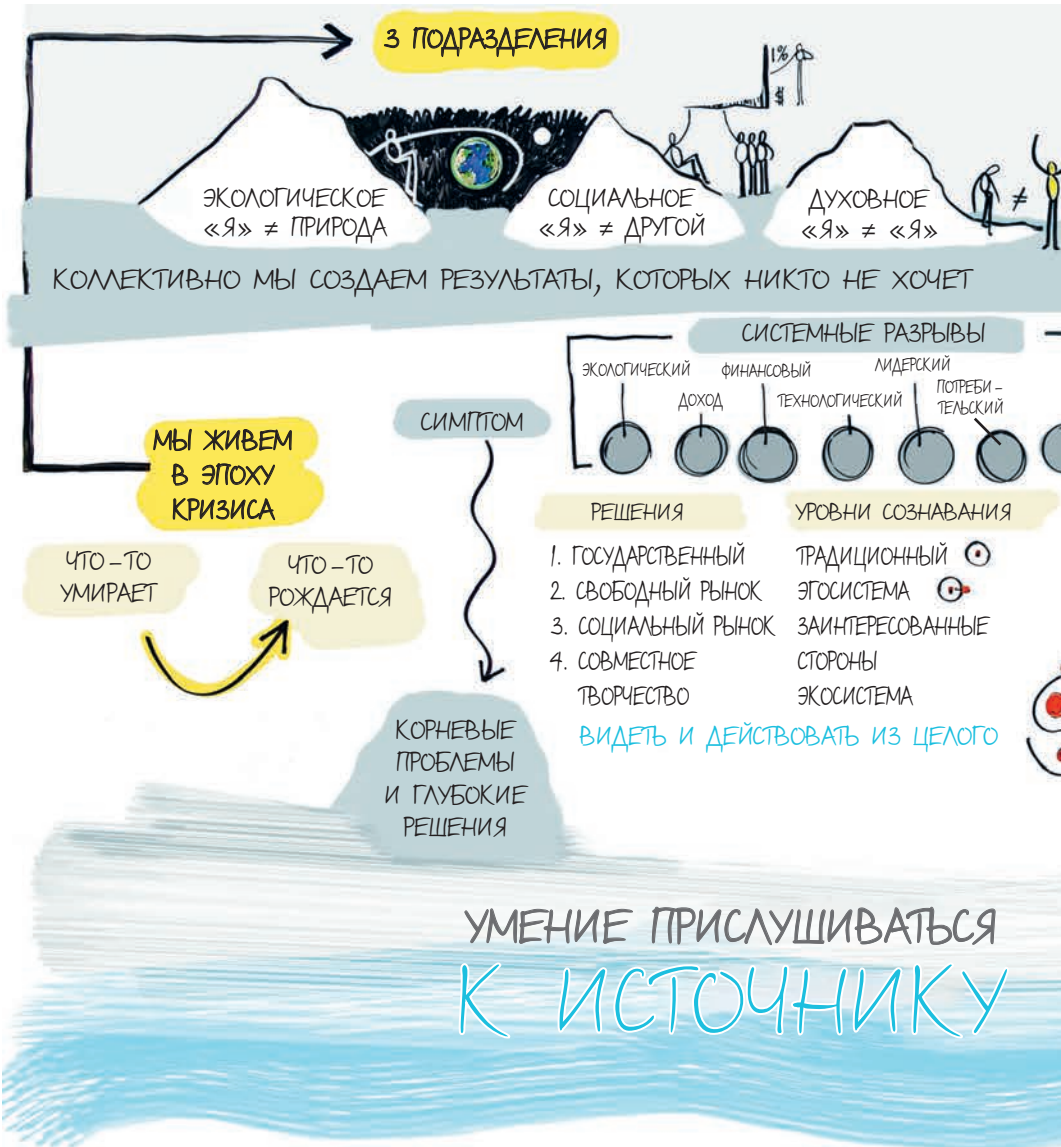 3 ПОДРАЗДЕЛЕНИЯ
1%
ЭКОЛОГИЧЕСКОЕ
«Я» ≠ ПРИРОДА
СОЦИАЛЬНОЕ
«Я» ≠ ДРУГОЙ
ДУХОВНОЕ
«Я» ≠ «Я»
≠
КОЛЛЕКТИВНО МЫ СОЗДАЕМ РЕЗУЛЬТАТЫ, КОТОРЫХ НИКТО НЕ ХОЧЕТ
СИСТЕМНЫЕ РАЗРЫВЫ
ЭКОЛОГИЧЕСКИЙ
ДОХОД
ФИНАНСОВЫЙ
ТЕХНОЛОГИЧЕСКИЙ
ЛИДЕРСКИЙ
ПОТРЕБИ–
ТЕЛЬСКИЙ
СИМПТОМ
МЫ ЖИВЕМ
В ЭПОХУ
КРИЗИСА
ЧТО–ТО
УМИРАЕТ
ЧТО–ТО
РОЖДАЕТСЯ
РЕШЕНИЯ
1. ГОСУДАРСТВЕННЫЙ
2. СВОБОДНЫЙ РЫНОК
3. СОЦИАЛЬНЫЙ РЫНОК
4. СОВМЕСТНОЕ
ТВОРЧЕСТВО
УРОВНИ СОЗНАВАНИЯ
ТРАДИЦИОННЫЙ
ЭГОСИСТЕМА
ЗАИНТЕРЕСОВАННЫЕ
СТОРОНЫ
ЭКОСИСТЕМА
ВИДЕТЬ И ДЕЙСТВОВАТЬ ИЗ ЦЕЛОГО
КОРНЕВЫЕ
ПРОБЛЕМЫ
И ГЛУБОКИЕ
РЕШЕНИЯ
УМЕНИЕ ПРИСЛУШИВАТЬСЯ
К ИСТОЧНИКУ